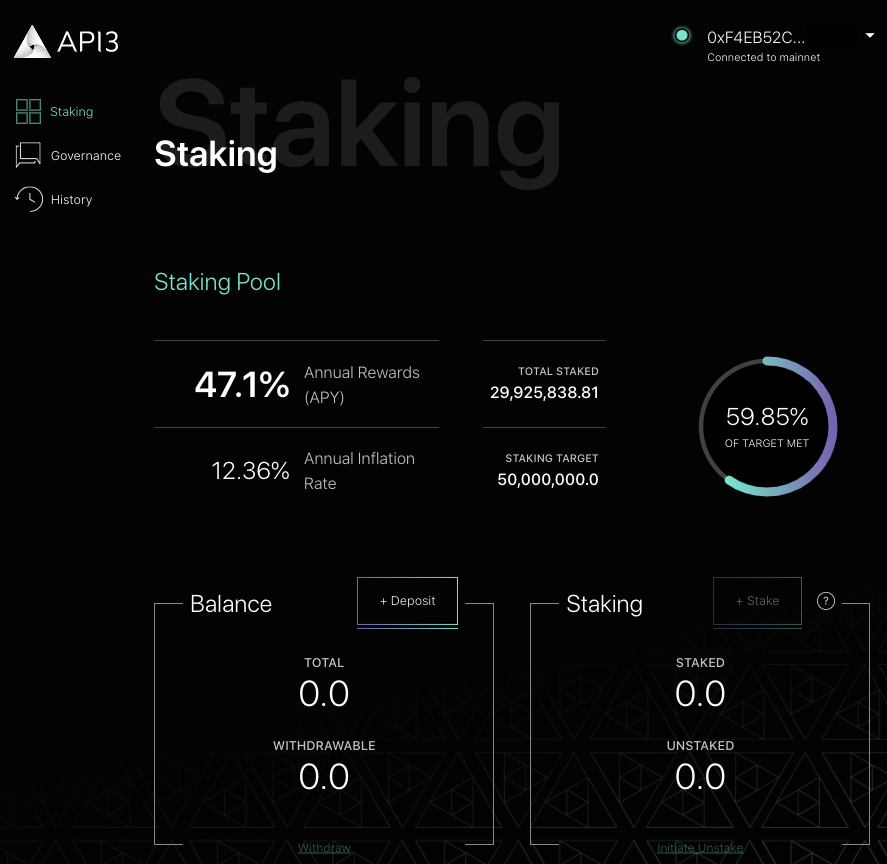 API3
0xF4EB52C...
Connected to mainnet
Staking
Governance
History
Staking
Staking
Staking Pool
47.1%
Annual Rewards
(APY)
TOTAL STAKED
29,925,838.81
12.36%
Annual Inflation
Rate
STAKING TARGET
50,000,000.0
59.85%
OF TARGET MET
Balance
+ Deposit
TOTAL
0.0
WITHDRAWABLE
0.0
Withdraw
Staking
+ Stake
?
STAKED
0.0
UNSTAKED
0.0
Initiate Unstake